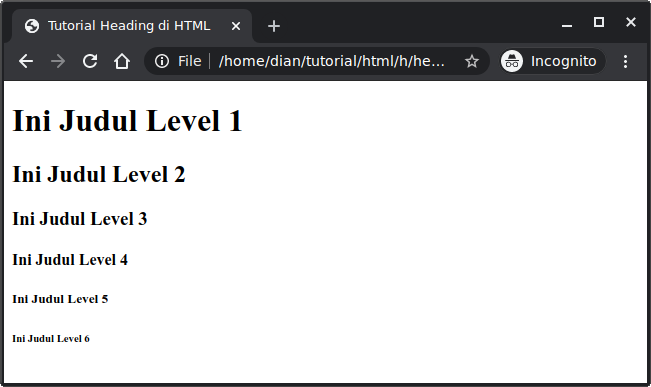 Tutorial Heading di HTML
File /home/dian/tutorial/html/h/he... Incognito
Ini Judul Level 1
Ini Judul Level 2
Ini Judul Level 3
Ini Judul Level 4
Ini Judul Level 5
Ini Judul Level 6